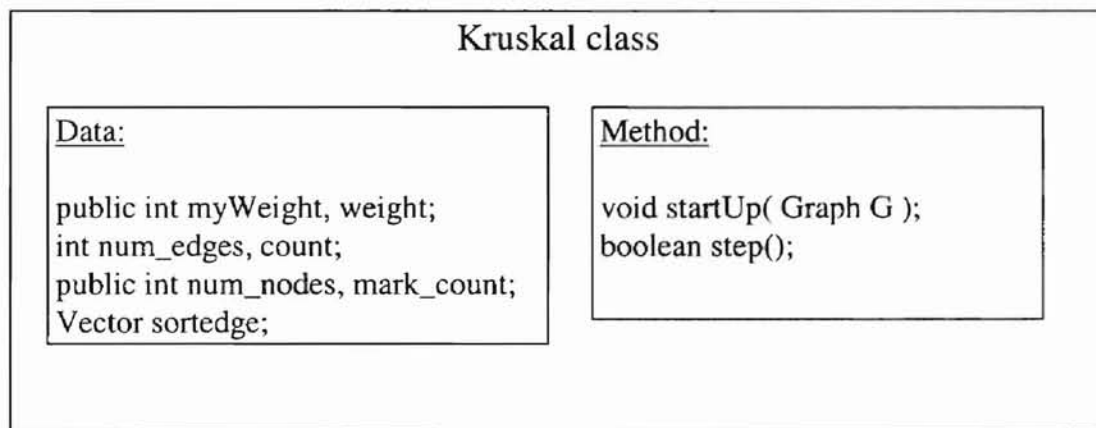 Kruskal class
Data:
public int myWeight, weight;
int num_edges, count;
public int num_nodes, mark_count;
Vector sortedge;
Method:
void startUp( Graph G );
boolean step();